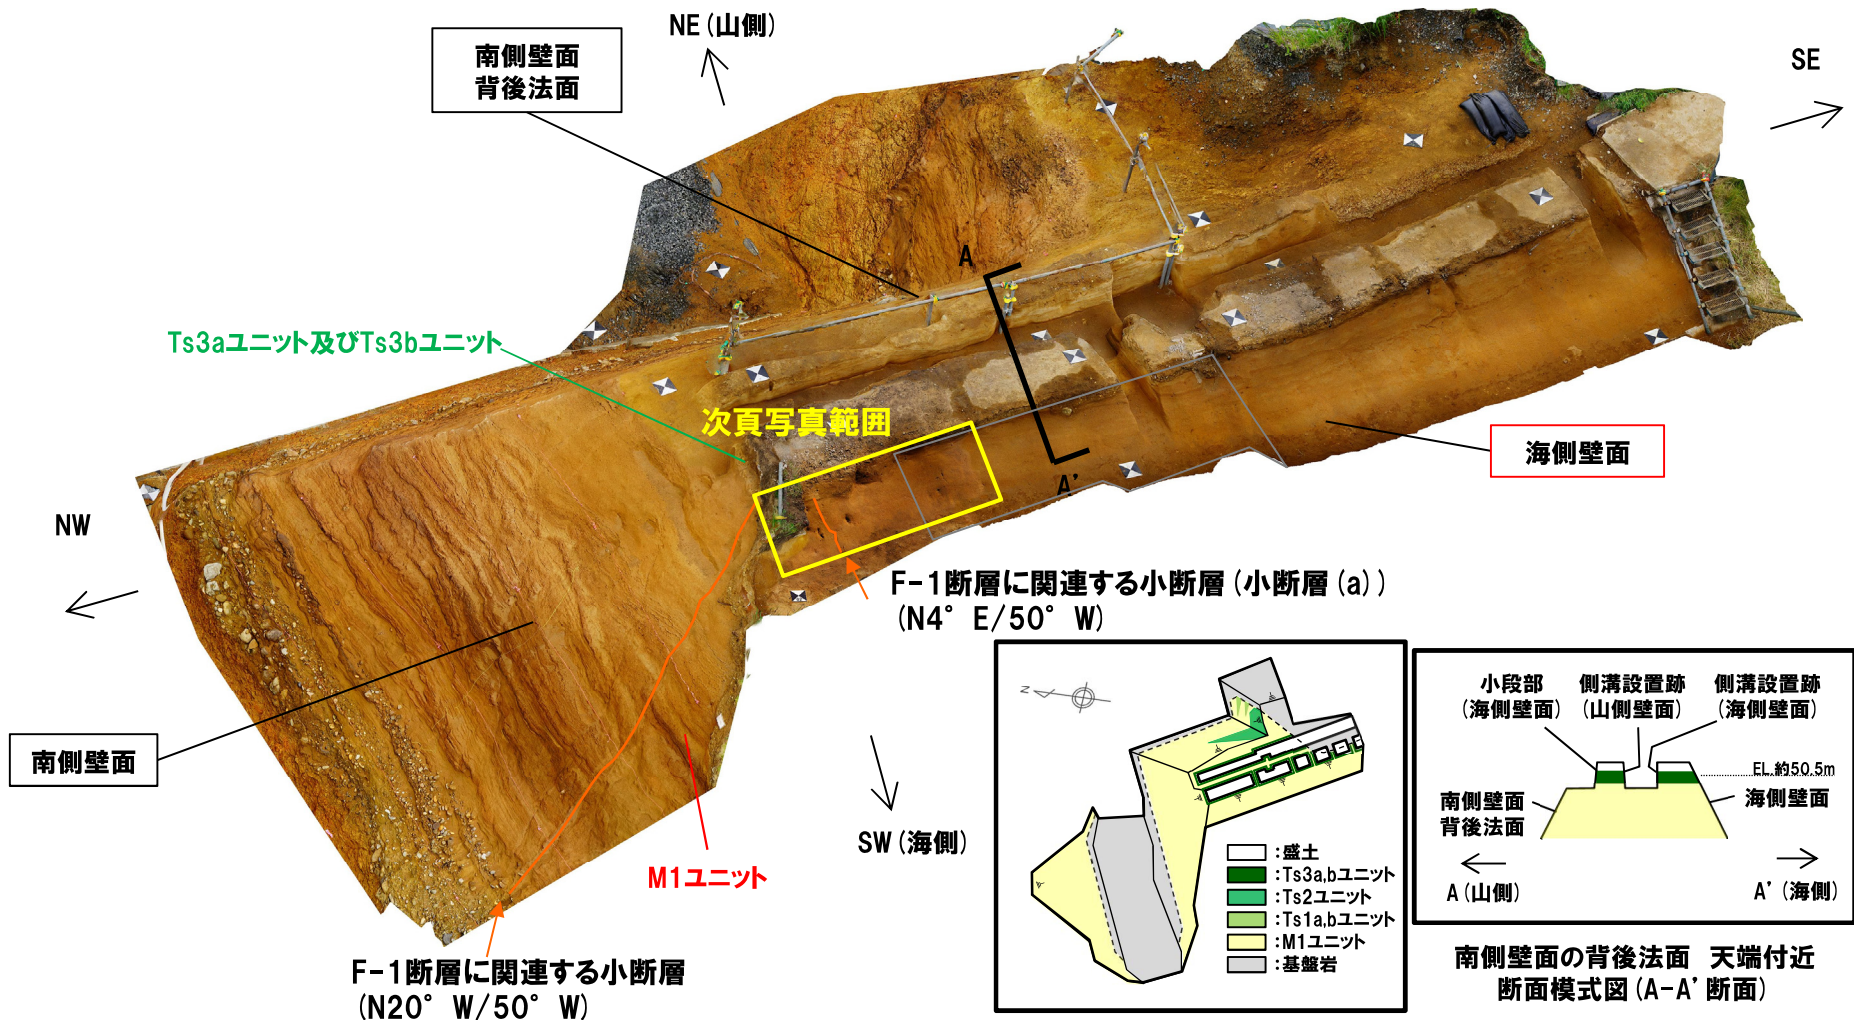 NE(山側)
SE
南側壁面
背後法面
A
Ts3aユニット及びTs3bユニット
次頁写真範囲
海側壁面
A’
NW
F-1断層に関連する小断層(小断層(a))
(N4° E/50° W)
南側壁面
SW(海側)
M1ユニット
F-1断層に関連する小断層
(N20° W/50° W)
N
:盛土
:Ts3a,bユニット
:Ts2ユニット
:Ts1a,bユニット
:M1ユニット
:基盤岩
小段部
(海側壁面)
側溝設置跡
(山側壁面)
側溝設置跡
(海側壁面)
EL.約50.5m
南側壁面
背後法面
海側壁面
A(山側)
A’(海側)
南側壁面の背後法面 天端付近
断面模式図(A-A’断面)